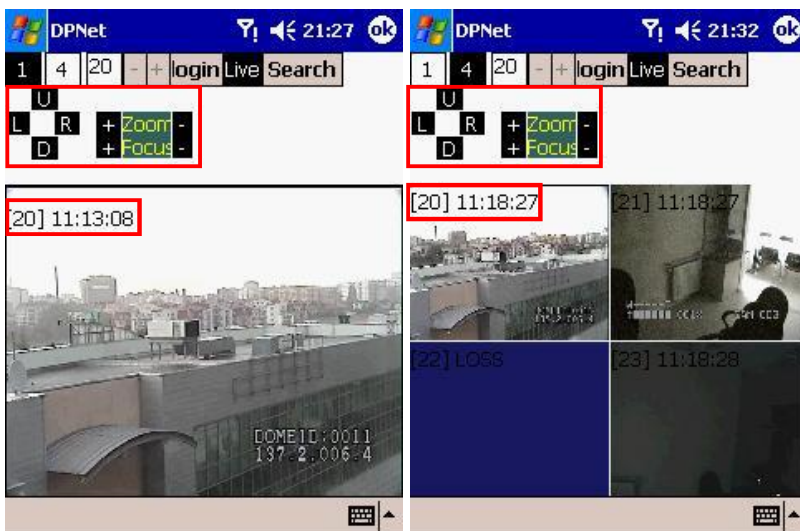 DPNet 21:27 ok
1 4 20 - + login Live Search
U
L R + Zoom -
D + Focus -
[20] 11:13:08
DOMEID:0011
137.2.006.4
DPNet 21:32 ok
1 4 20 - + login Live Search
U
L R + Zoom -
D + Focus -
[20] 11:18:27
[21] 11:18:27
[22] LOSS
[23] 11:18:28